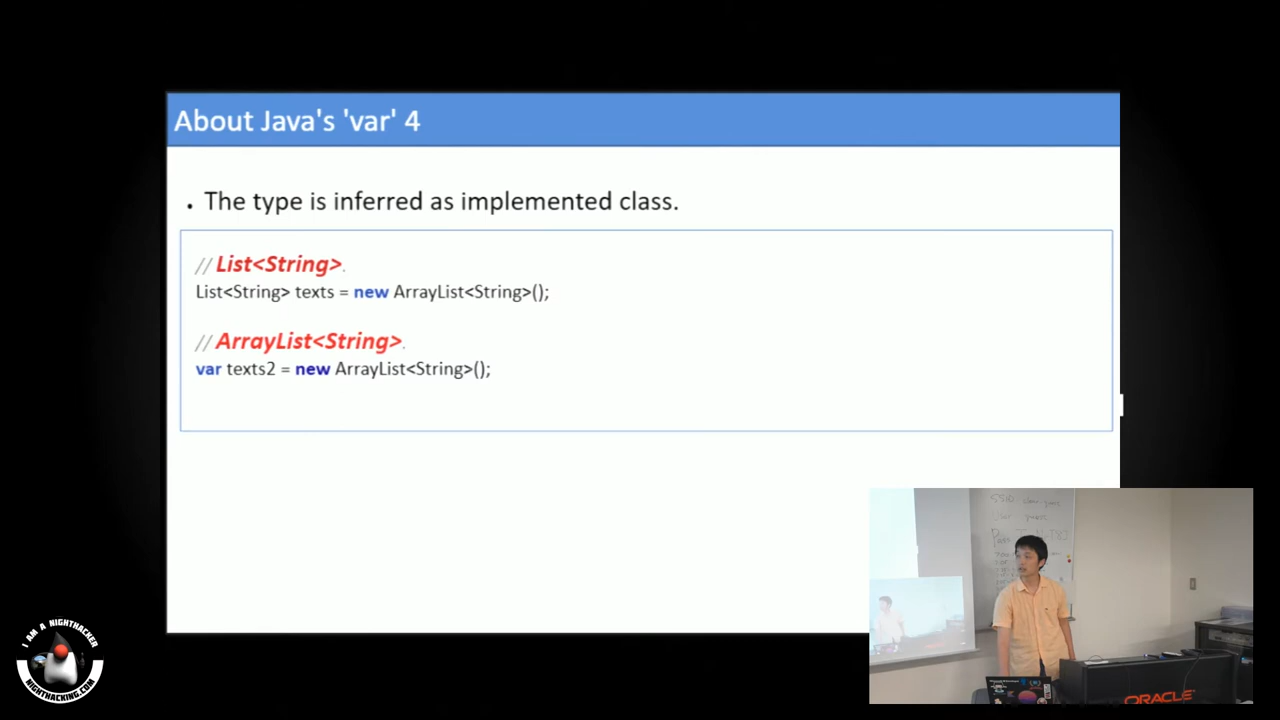 About Java's 'var' 4
• The type is inferred as implemented class.
// List<String>.
List<String> texts = new ArrayList<String>();
// ArrayList<String>.
var texts2 = new ArrayList<String>();
SSID
I AM A NIGHTHACKER
NIGHTHACKING.COM
ORACLE